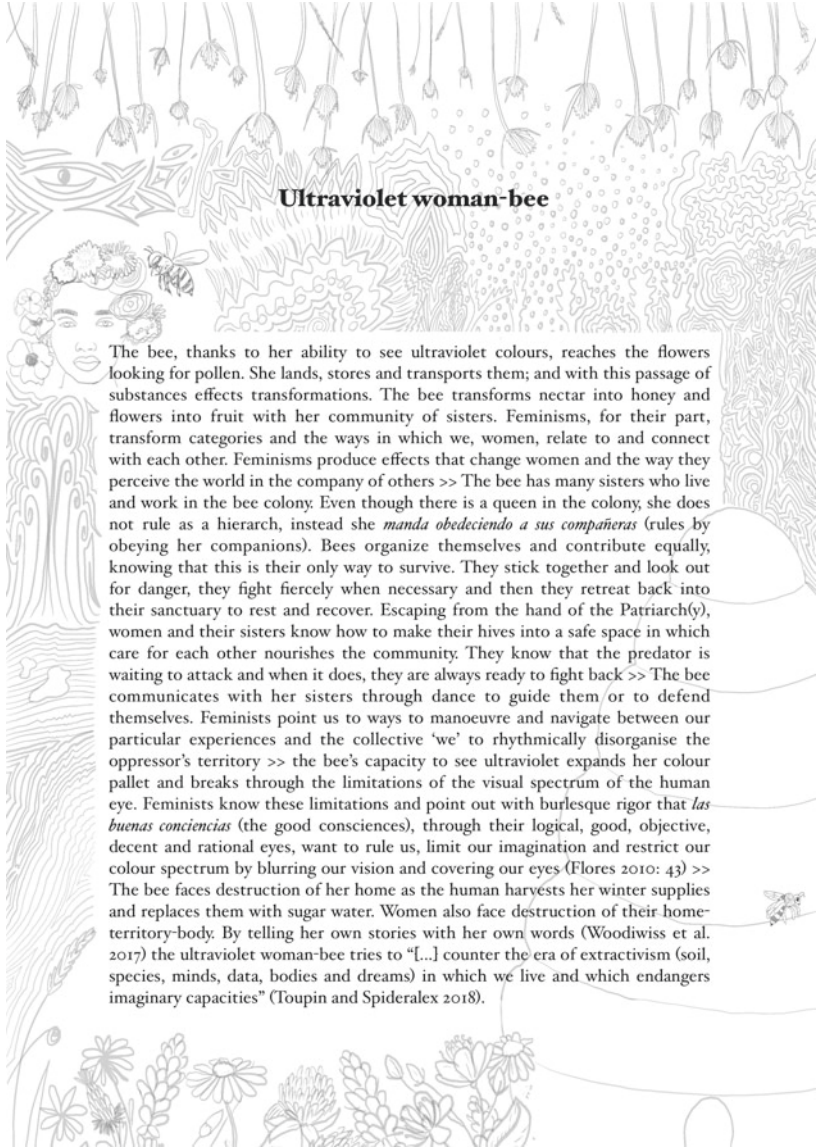 Ultraviolet woman-bee
The bee, thanks to her ability to see ultraviolet colours, reaches the flowers
looking for pollen. She lands, stores and transports them; and with this passage of
substances effects transformations. The bee transforms nectar into honey and
flowers into fruit with her community of sisters. Feminisms, for their part,
transform categories and the ways in which we, women, relate to and connect
with each other. Feminisms produce effects that change women and the way they
perceive the world in the company of others >> The bee has many sisters who live
and work in the bee colony. Even though there is a queen in the colony, she does
not rule as a hierarch, instead she manda obedeciendo a sus compañeras (rules by
obeying her companions). Bees organize themselves and contribute equally,
knowing that this is their only way to survive. They stick together and look out
for danger, they fight fiercely when necessary and then they retreat back into
their sanctuary to rest and recover. Escaping from the hand of the Patriarch(y),
women and their sisters know how to make their hives into a safe space in which
care for each other nourishes the community. They know that the predator is
waiting to attack and when it does, they are always ready to fight back >> The bee
communicates with her sisters through dance to guide them or to defend
themselves. Feminists point us to ways to manoeuvre and navigate between our
particular experiences and the collective ‘we’ to rhythmically disorganise the
oppressor’s territory >> the bee’s capacity to see ultraviolet expands her colour
pallet and breaks through the limitations of the visual spectrum of the human
eye. Feminists know these limitations and point out with burlesque rigor that las
buenas conciencias (the good consciences), through their logical, good, objective,
decent and rational eyes, want to rule us, limit our imagination and restrict our
colour spectrum by blurring our vision and covering our eyes (Flores 2010: 43) >>
The bee faces destruction of her home as the human harvests her winter supplies
and replaces them with sugar water. Women also face destruction of their home-
territory-body. By telling her own stories with her own words (Woodiwiss et al.
2017) the ultraviolet woman-bee tries to “[...] counter the era of extractivism (soil,
species, minds, data, bodies and dreams) in which we live and which endangers
imaginary capacities” (Toupin and Spideralex 2018).